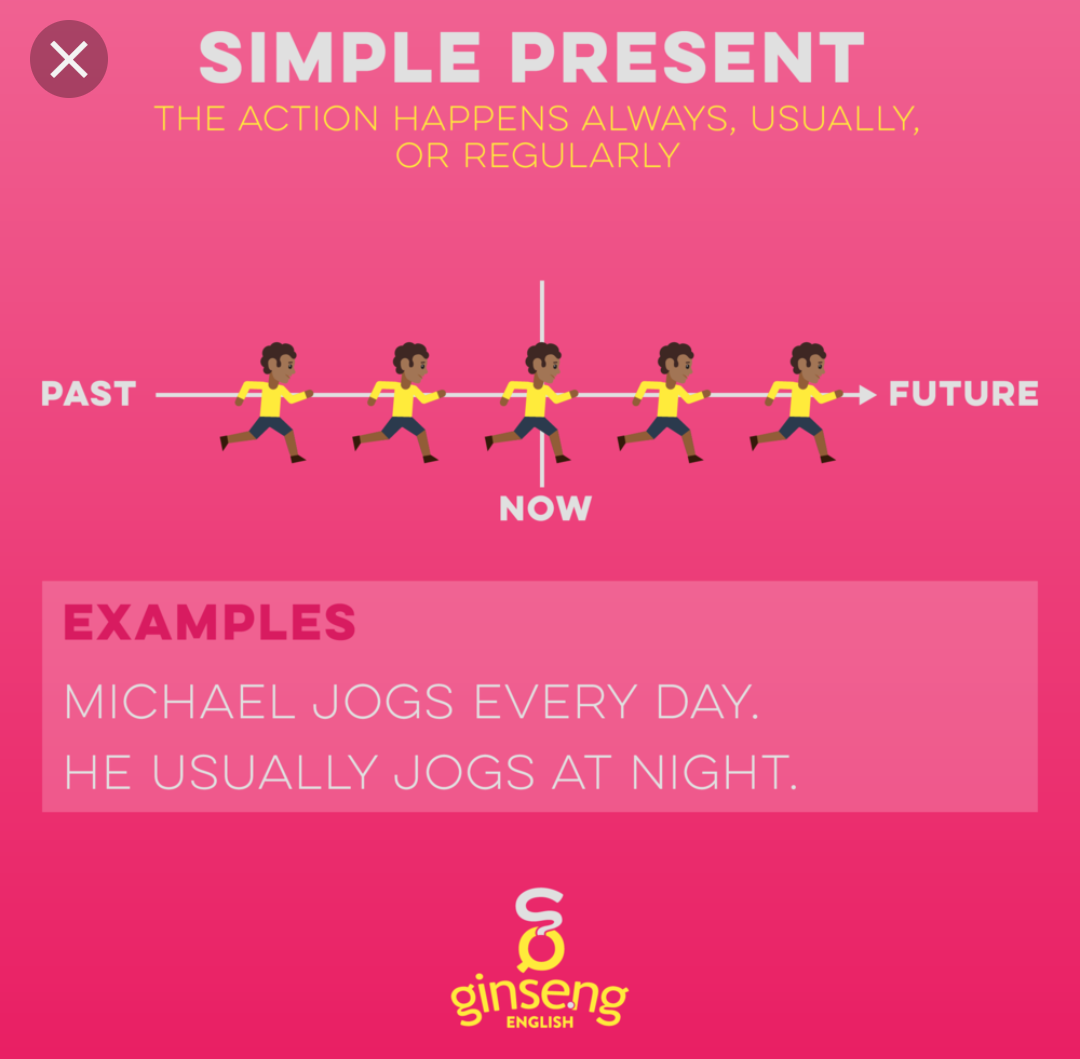 SIMPLE PRESENT
THE ACTION HAPPENS ALWAYS, USUALLY,
OR REGULARLY
PAST
FUTURE
NOW
EXAMPLES
MICHAEL JOGS EVERY DAY.
HE USUALLY JOGS AT NIGHT.
ginseng
ENGLISH